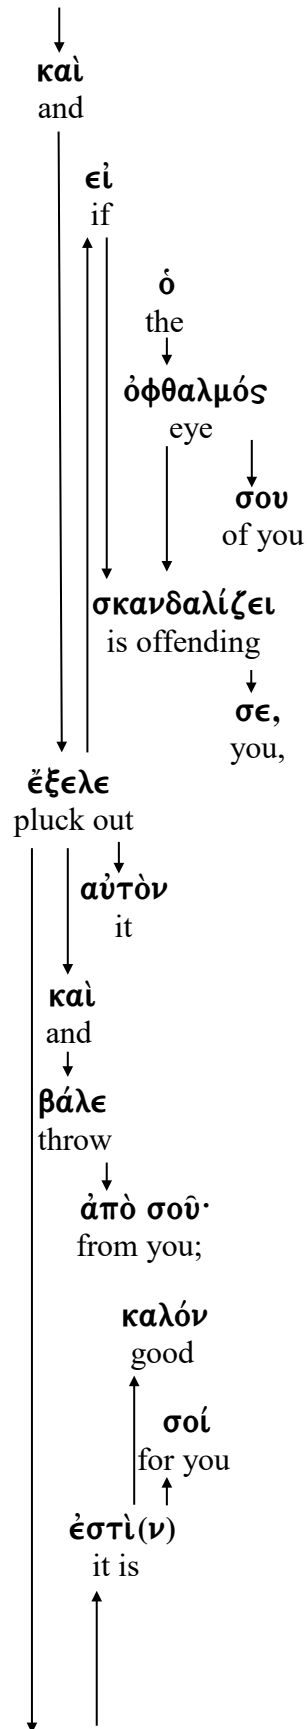 καὶ
and
εἰ
if
ὁ
the
ὀφθαλμός
eye
σου
of you
σκανδαλίζει
is offending
σε,
you,
ἔξελε
pluck out
αὐτὸν
it
καὶ
and
βάλε
throw
ἀπὸ σοῦ·
from you;
καλόν
good
σοί
for you
ἐστὶ(ν)
it is